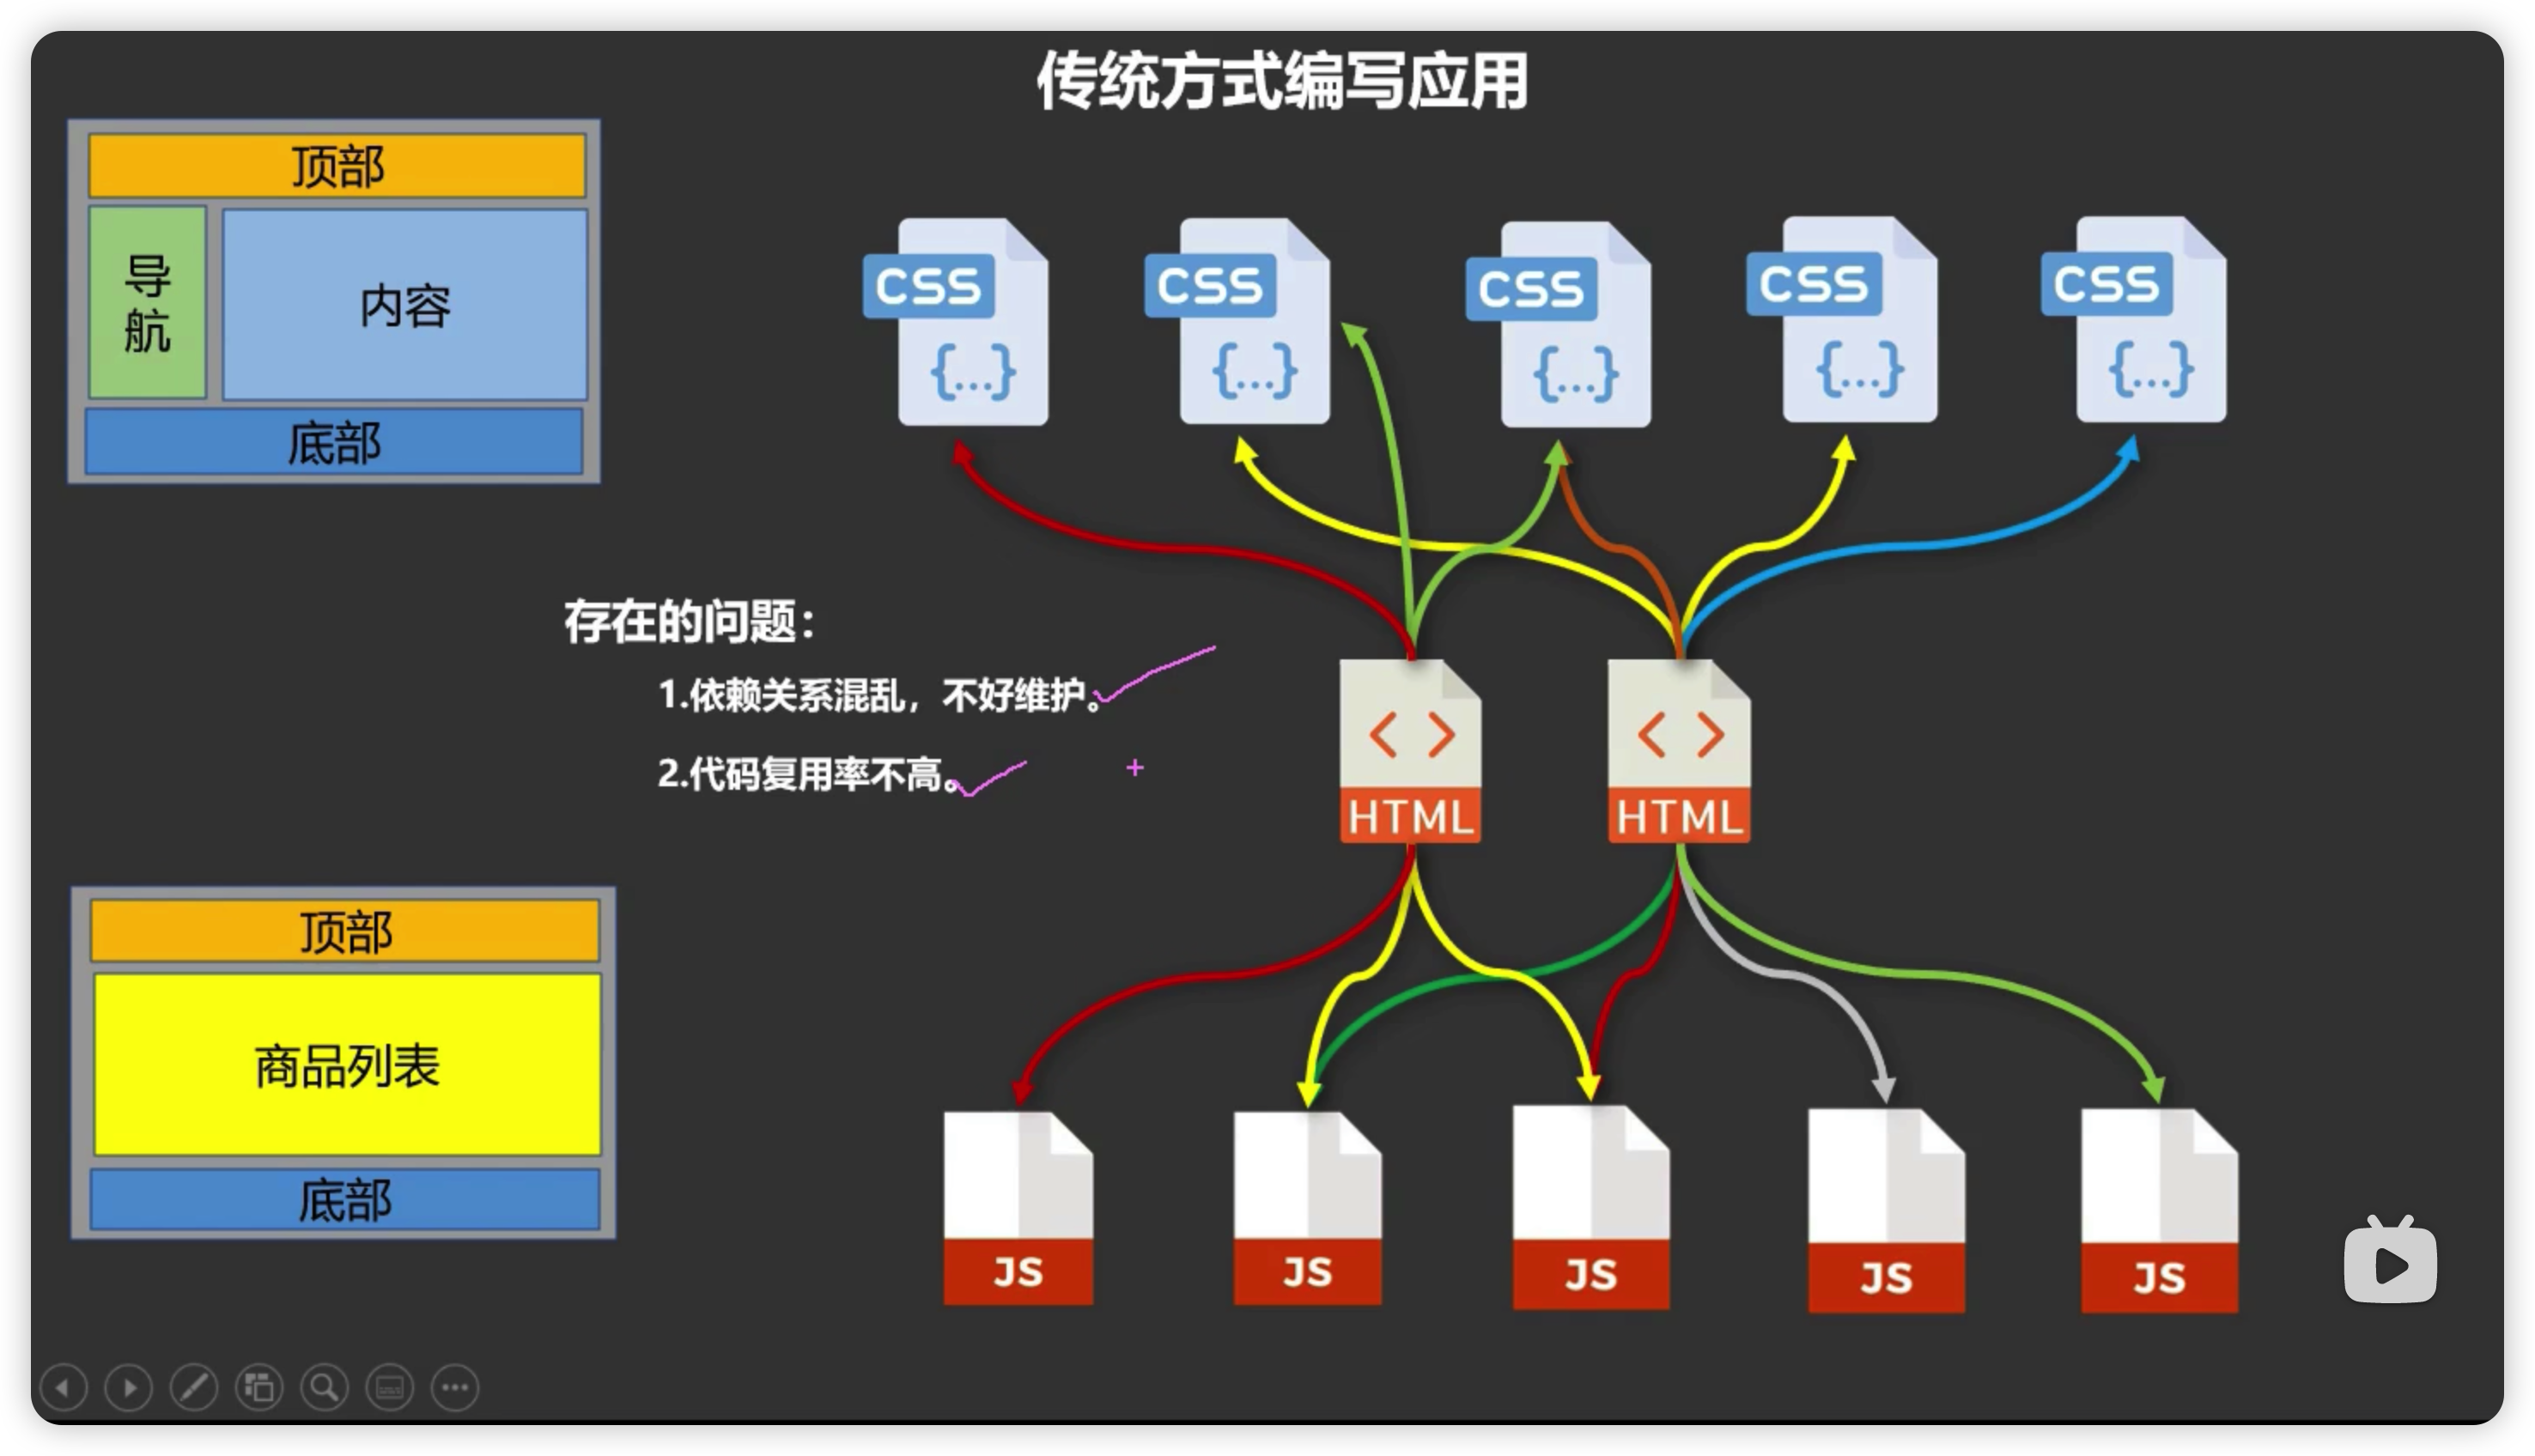 传统方式编写应用
顶部
导航
内容
底部
CSS
{...}
CSS
{...}
CSS
{...}
CSS
{...}
CSS
{...}
存在的问题：
1.依赖关系混乱，不好维护。
2.代码复用率不高。
< >
HTML
< >
HTML
顶部
商品列表
底部
JS
JS
JS
JS
JS